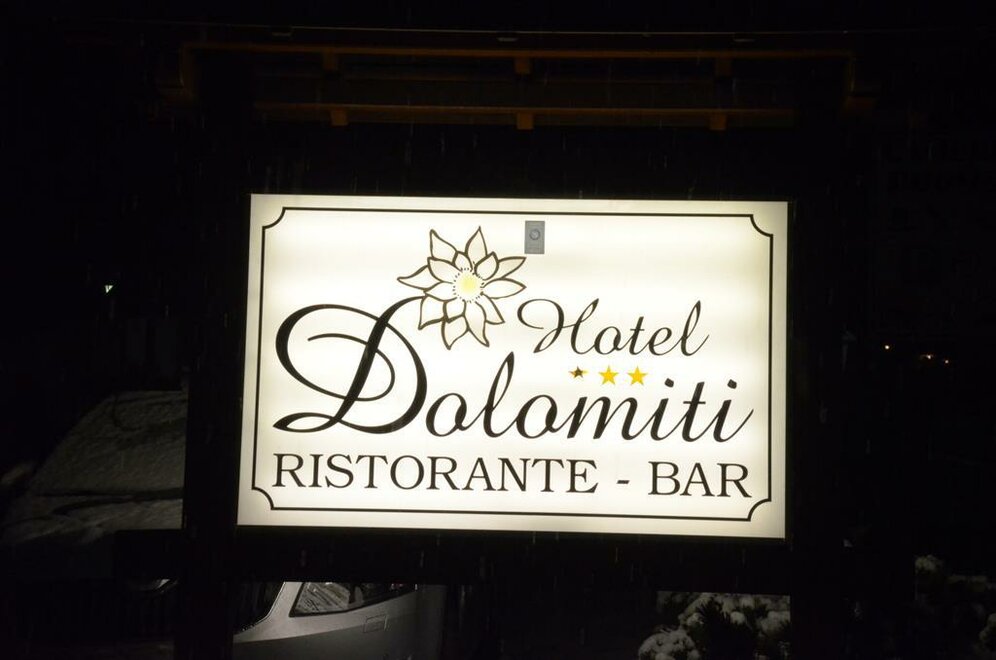 Hotel
Dolomiti
RISTORANTE - BAR